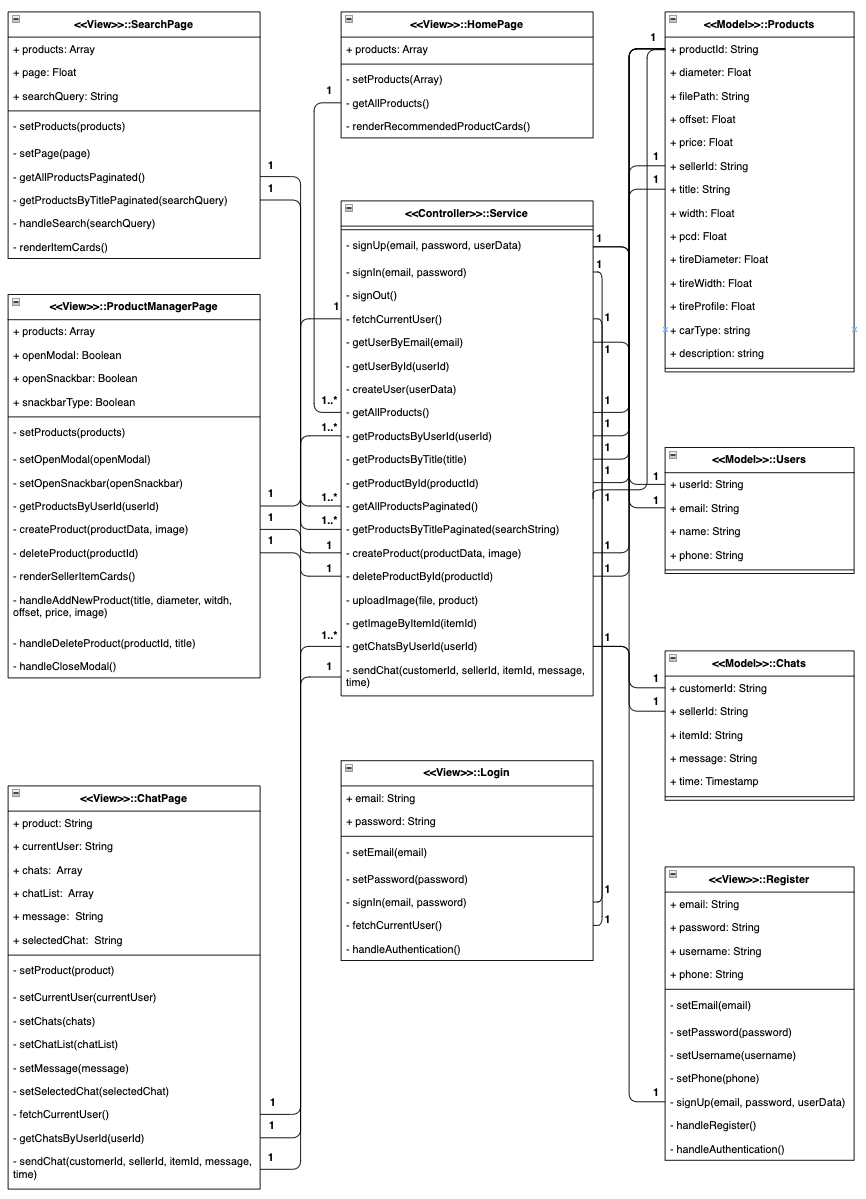 <<View>>::SearchPage
+ products: Array
+ page: Float
+ searchQuery: String
- setProducts(products)
- setPage(page)
- getAllProductsPaginated()
- getProductsByTitlePaginated(searchQuery)
- handleSearch(searchQuery)
- renderItemCards()
1
1
<<View>>::ProductManagerPage
+ products: Array
+ openModal: Boolean
+ openSnackbar: Boolean
+ snackbarType: Boolean
- setProducts(products)
- setOpenModal(openModal)
- setOpenSnackbar(openSnackbar)
- getProductsByUserId(userId)
- createProduct(productData, image)
- deleteProduct(productId)
- renderSellerItemCards()
- handleAddNewProduct(title, diameter, witdh,
offset, price, image)
- handleDeleteProduct(productId, title)
- handleCloseModal()
1
1
1
<<View>>::ChatPage
+ product: String
+ currentUser: String
+ chats:  Array
+ chatList:  Array
+ message:  String
+ selectedChat:  String
- setProduct(product)
- setCurrentUser(currentUser)
- setChats(chats)
- setChatList(chatList)
- setMessage(message)
- setSelectedChat(selectedChat)
- fetchCurrentUser()
- getChatsByUserId(userId)
- sendChat(customerId, sellerId, itemId, message,
time)
1
1
1
<<View>>::HomePage
+ products: Array
- setProducts(Array)
- getAllProducts()
- renderRecommendedProductCards()
1
<<Controller>>::Service
- signUp(email, password, userData)
- signIn(email, password)
- signOut()
- fetchCurrentUser()
- getUserByEmail(email)
- getUserById(userId)
- createUser(userData)
- getAllProducts()
- getProductsByUserId(userId)
- getProductsByTitle(title)
- getProductById(productId)
- getAllProductsPaginated()
- getProductsByTitlePaginated(searchString)
- createProduct(productData, image)
- deleteProductById(productId)
- uploadImage(file, product)
- getImageByItemId(itemId)
- getChatsByUserId(userId)
- sendChat(customerId, sellerId, itemId, message,
time)
1
1..*
1..*
1..*
1..*
1
1
1..*
1
1
1
1
1
1
1
1
1
1
1
1
1
<<View>>::Login
+ email: String
+ password: String
- setEmail(email)
- setPassword(password)
- signIn(email, password)
- fetchCurrentUser()
- handleAuthentication()
1
1
<<Model>>::Products
+ productId: String
+ diameter: Float
+ filePath: String
+ offset: Float
+ price: Float
+ sellerId: String
+ title: String
+ width: Float
+ pcd: Float
+ tireDiameter: Float
+ tireWidth: Float
+ tireProfile: Float
+ carType: string
+ description: string
1
1
1
<<Model>>::Users
+ userId: String
+ email: String
+ name: String
+ phone: String
1
1
<<Model>>::Chats
+ customerId: String
+ sellerId: String
+ itemId: String
+ message: String
+ time: Timestamp
1
1
<<View>>::Register
+ email: String
+ password: String
+ username: String
+ phone: String
- setEmail(email)
- setPassword(password)
- setUsername(username)
- setPhone(phone)
- signUp(email, password, userData)
- handleRegister()
- handleAuthentication()
1